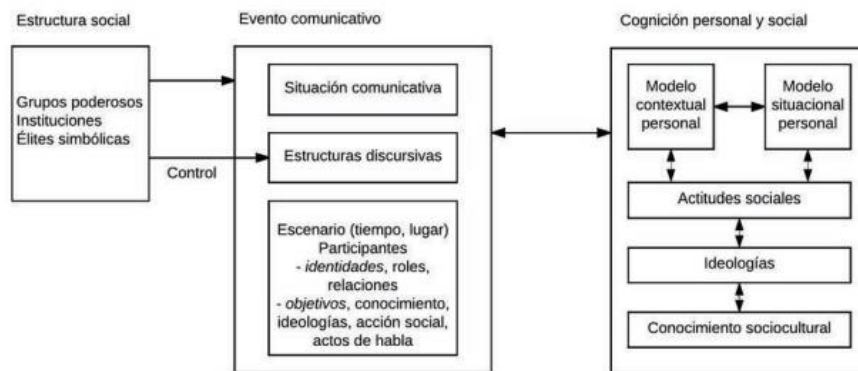 Estructura social
Grupos poderosos
Instituciones
Élites simbólicas
Control
Evento comunicativo
Situación comunicativa
Estructuras discursivas
Escenario (tiempo, lugar)
Participantes
- identidades, roles,
relaciones
- objetivos, conocimiento,
ideologías, acción social,
actos de habla
Cognición personal y social
Modelo
contextual
personal
Modelo
situacional
personal
Actitudes sociales
Ideologías
Conocimiento sociocultural